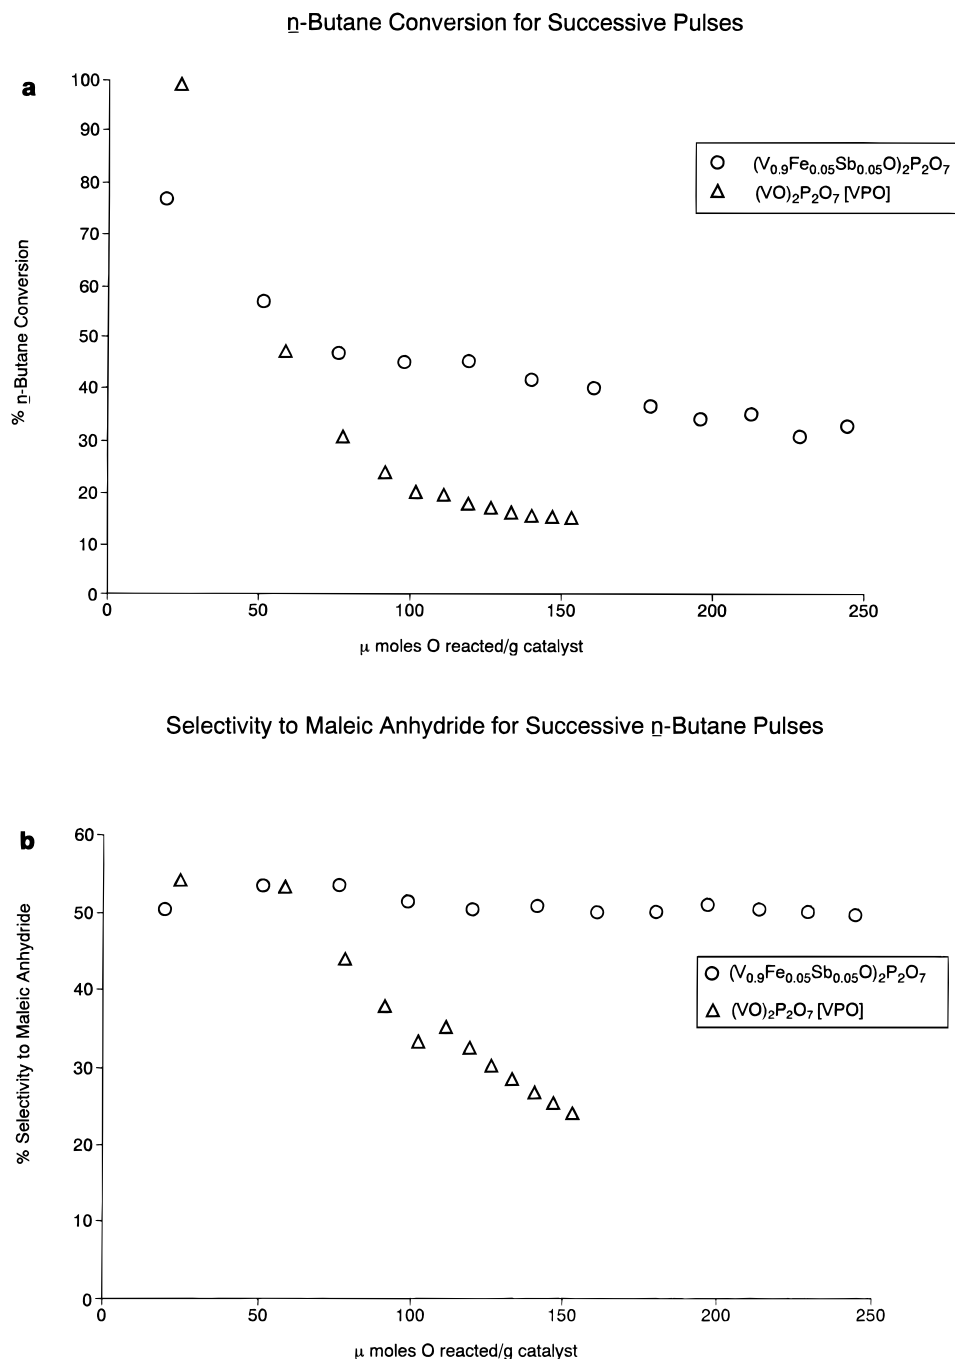 n-Butane Conversion for Successive Pulses
a
100
90
80
70
60
50
40
30
20
10
0
% n-Butane Conversion
(V0.9Fe0.05Sb0.05O)2P2O7
(VO)2P2O7 [VPO]
0 50 100 150 200 250
μ moles O reacted/g catalyst
Selectivity to Maleic Anhydride for Successive n-Butane Pulses
b
60
50
40
30
20
10
0
% Selectivity to Maleic Anhydride
(V0.9Fe0.05Sb0.05O)2P2O7
(VO)2P2O7 [VPO]
0 50 100 150 200 250
μ moles O reacted/g catalyst